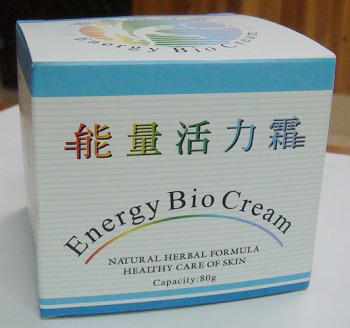 Energy Bio Cream
能量活力霜
Energy Bio Cream
NATURAL HERBAL FORMULA
HEALTHY CARE OF SKIN
Capacity:80g